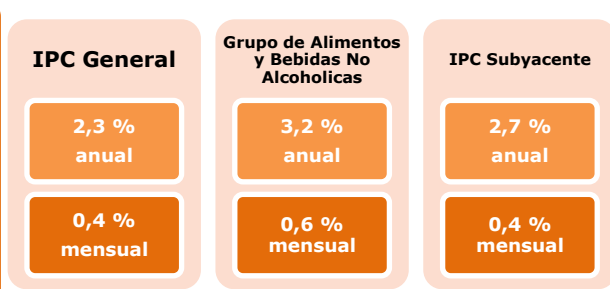 IPC General
2,3 %
anual
0,4 %
mensual
Grupo de Alimentos
y Bebidas No
Alcoholicas
3,2 %
anual
0,6 %
mensual
IPC Subyacente
2,7 %
anual
0,4 %
mensual